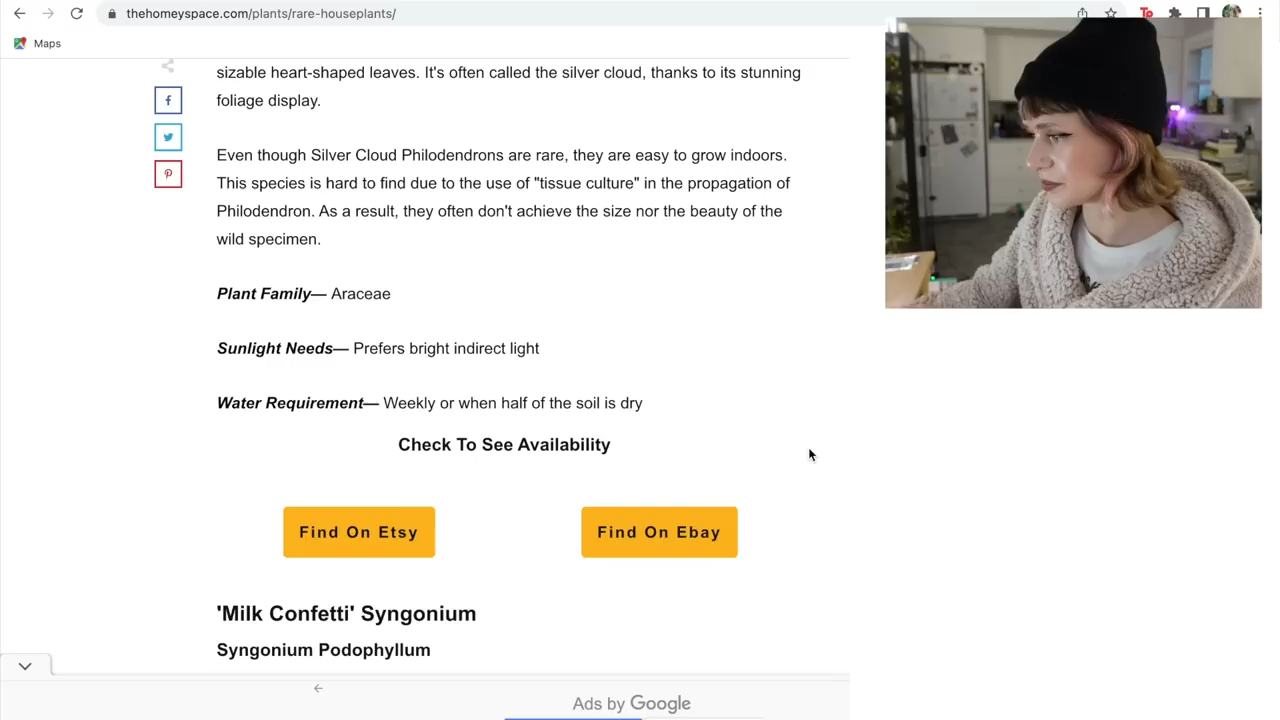 thehomeyspace.com/plants/rare-houseplants/
Maps
sizable heart-shaped leaves. It's often called the silver cloud, thanks to its stunning
foliage display.
Even though Silver Cloud Philodendrons are rare, they are easy to grow indoors.
This species is hard to find due to the use of "tissue culture" in the propagation of
Philodendron. As a result, they often don't achieve the size nor the beauty of the
wild specimen.
Plant Family— Araceae
Sunlight Needs— Prefers bright indirect light
Water Requirement— Weekly or when half of the soil is dry
Check To See Availability
Find On Etsy
Find On Ebay
'Milk Confetti' Syngonium
Syngonium Podophyllum
Ads by Google